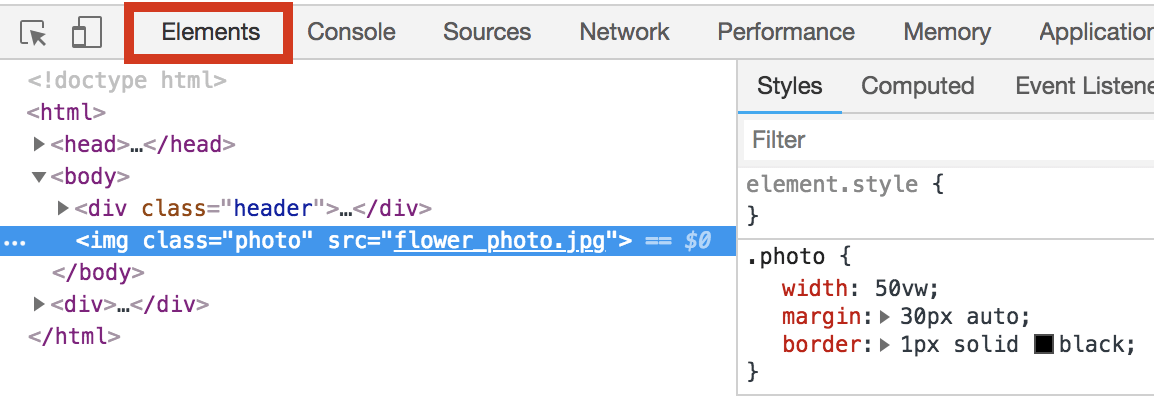 Elements Console Sources Network Performance Memory Application
<!doctype html>
<html>
<head>…</head>
<body>
<div class="header">…</div>
… <img class="photo" src="flower_photo.jpg"> == $0
</body>
<div>…</div>
</html>
Styles Computed Event Listene
Filter
element.style {
}
.photo {
width: 50vw;
margin: 30px auto;
border: 1px solid black;
}